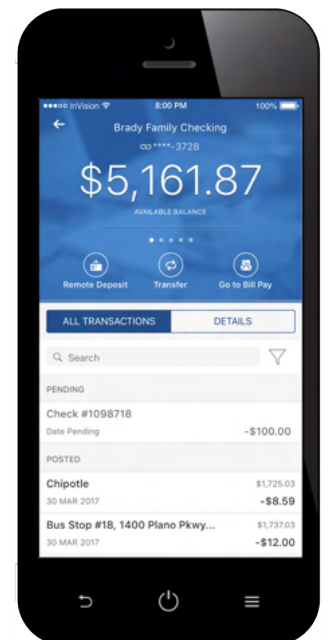 InVision 8:00 PM 100%
Brady Family Checking
****-3728
$5,161.87
AVAILABLE BALANCE
Remote Deposit Transfer Go to Bill Pay
ALL TRANSACTIONS DETAILS
Search
PENDING
Check #1098718
Date Pending -$100.00
POSTED
Chipotle $1,725.03
30 MAR 2017 -$8.59
Bus Stop #18, 1400 Plano Pkwy... $1,737.03
30 MAR 2017 -$12.00